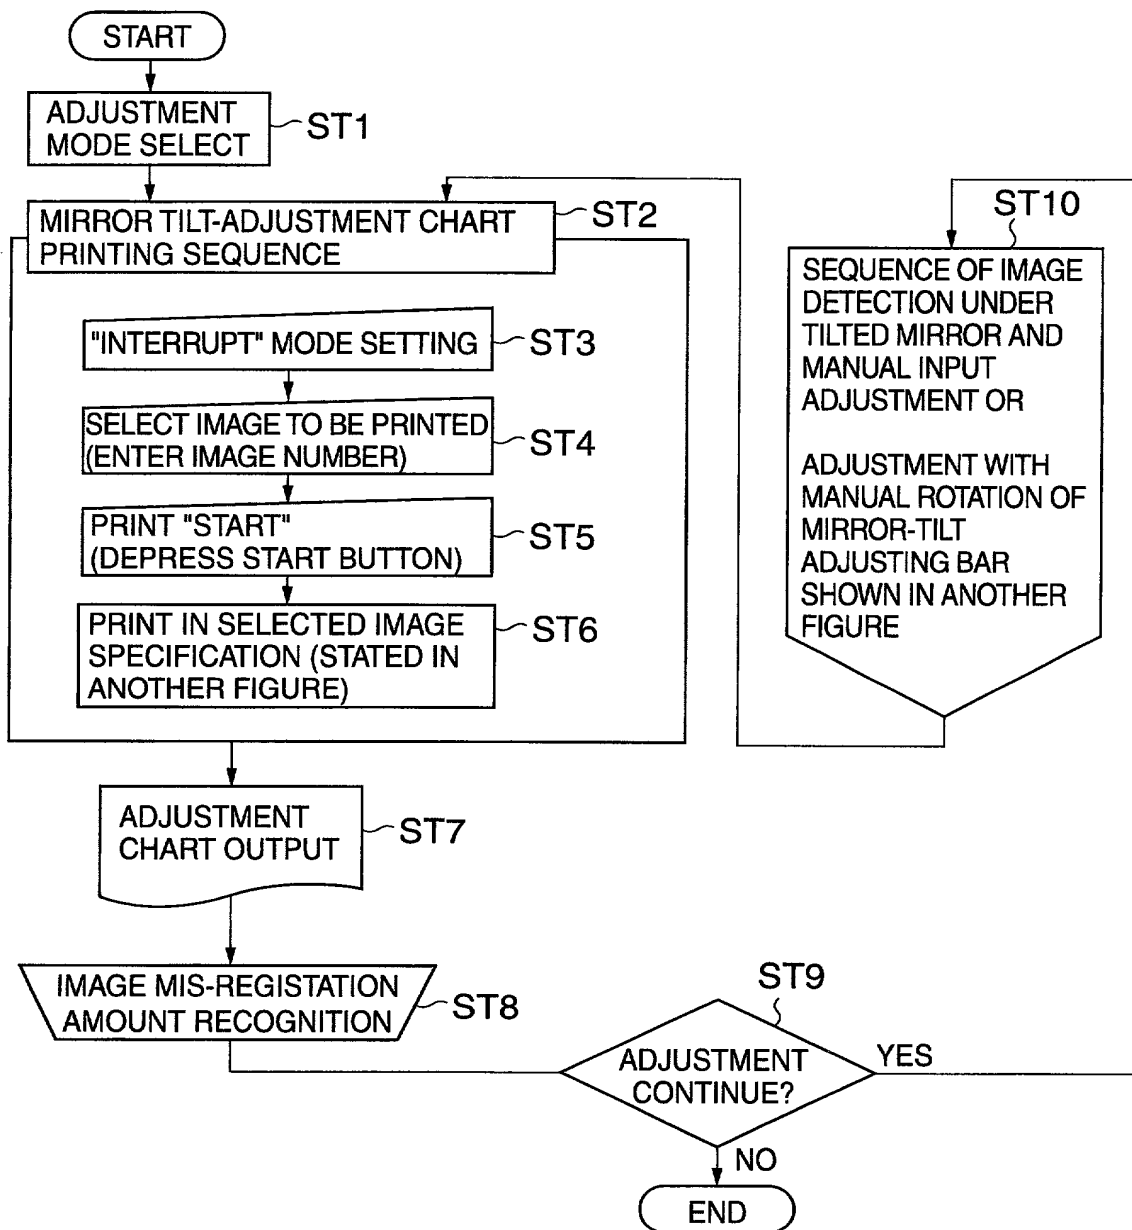 START
ADJUSTMENT
MODE SELECT
ST1
MIRROR TILT-ADJUSTMENT CHART
PRINTING SEQUENCE
ST2
"INTERRUPT" MODE SETTING
ST3
SELECT IMAGE TO BE PRINTED
(ENTER IMAGE NUMBER)
ST4
PRINT "START"
(DEPRESS START BUTTON)
ST5
PRINT IN SELECTED IMAGE
SPECIFICATION (STATED IN
ANOTHER FIGURE)
ST6
ADJUSTMENT
CHART OUTPUT
ST7
IMAGE MIS-REGISTATION
AMOUNT RECOGNITION
ST8
ST9
ADJUSTMENT
CONTINUE?
YES
NO
END
ST10
SEQUENCE OF IMAGE
DETECTION UNDER
TILTED MIRROR AND
MANUAL INPUT
ADJUSTMENT OR
ADJUSTMENT WITH
MANUAL ROTATION OF
MIRROR-TILT
ADJUSTING BAR
SHOWN IN ANOTHER
FIGURE